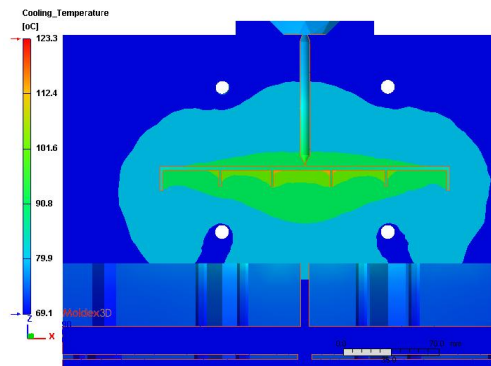 Cooling_Temperature
[oC]
123.3
112.4
101.6
90.8
79.9
69.1
Moldex3D
Z
X